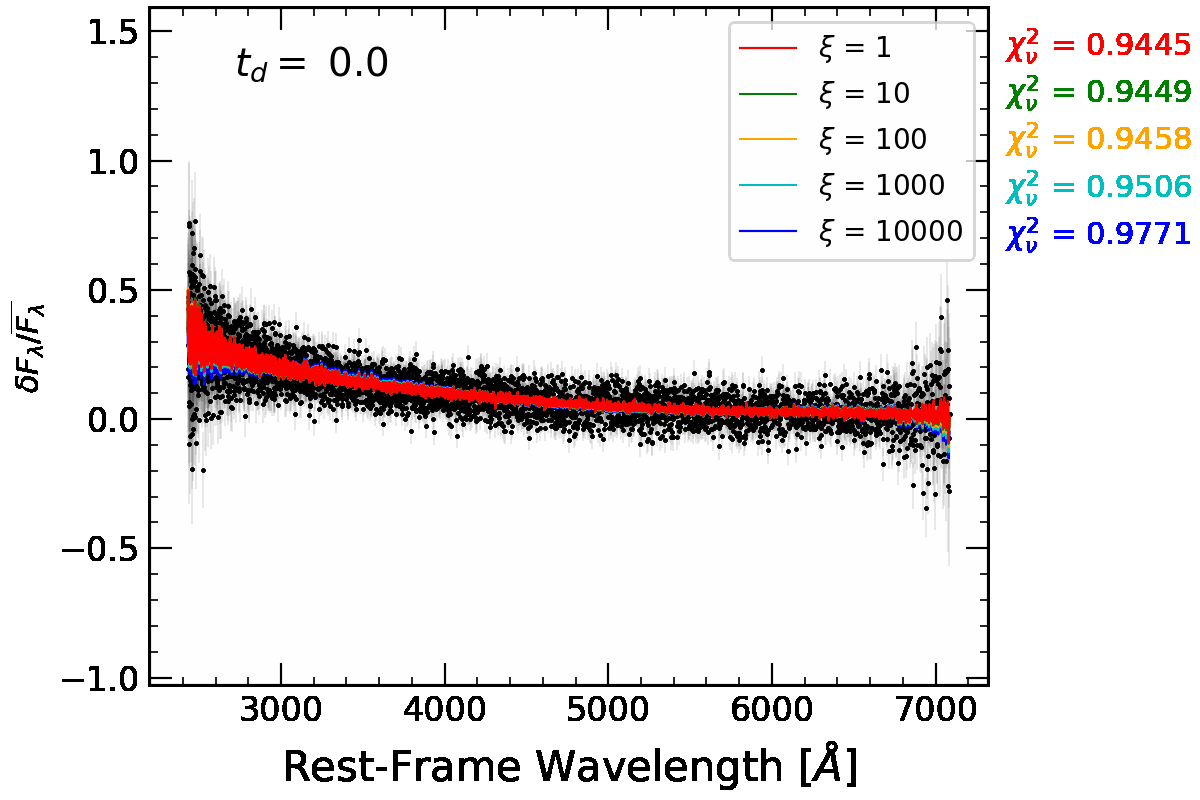 1.5
1.0
0.5
0.0
−0.5
−1.0
δF_λ/F̅_λ
t_d = 0.0
ξ = 1
ξ = 10
ξ = 100
ξ = 1000
ξ = 10000
χ²_ν = 0.9445
χ²_ν = 0.9449
χ²_ν = 0.9458
χ²_ν = 0.9506
χ²_ν = 0.9771
3000 4000 5000 6000 7000
Rest-Frame Wavelength [Å]